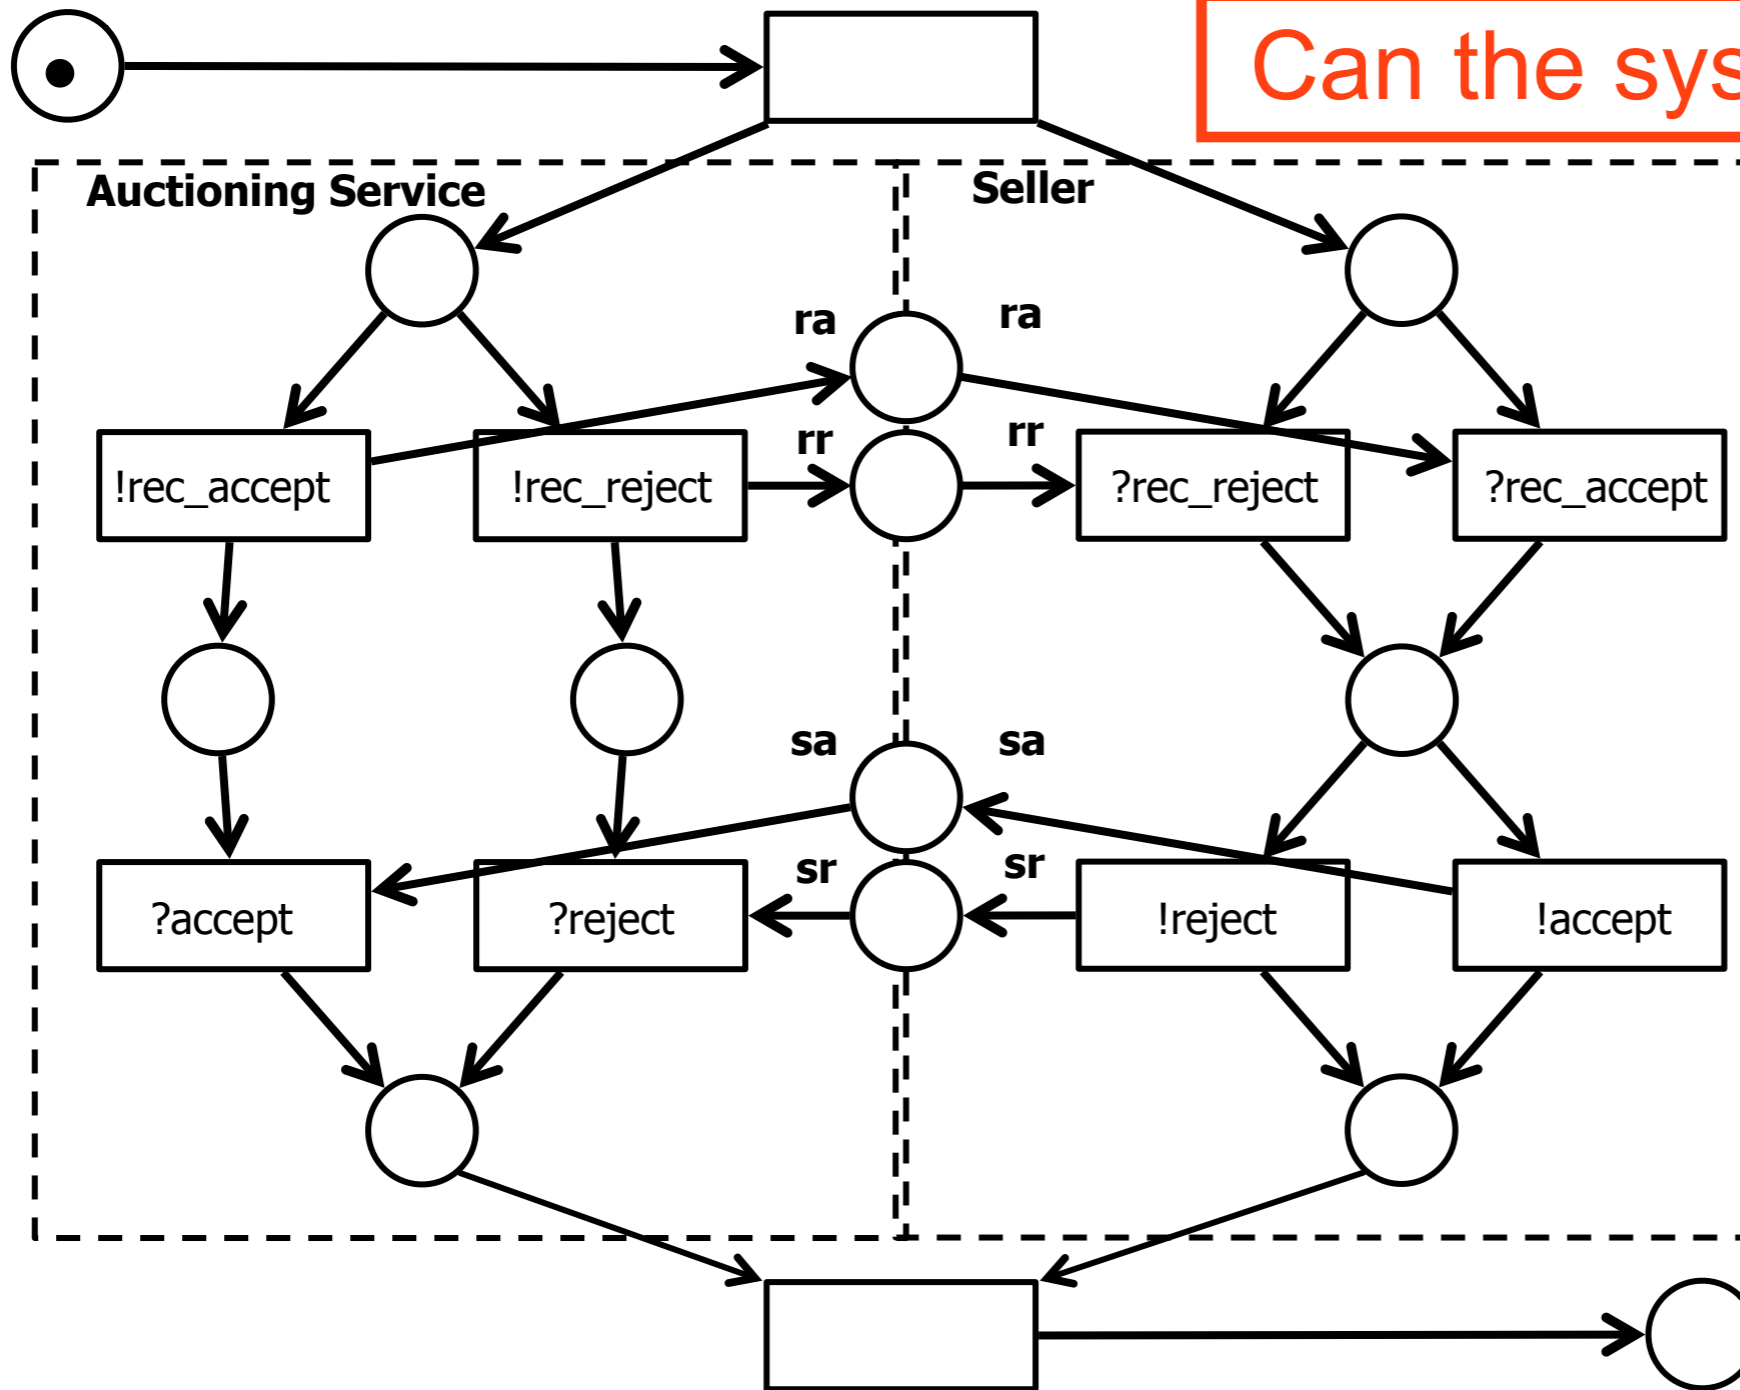 Can the sys
Auctioning Service
Seller
ra
ra
rr
rr
!rec_accept
!rec_reject
?rec_reject
?rec_accept
sa
sa
sr
sr
?accept
?reject
!reject
!accept